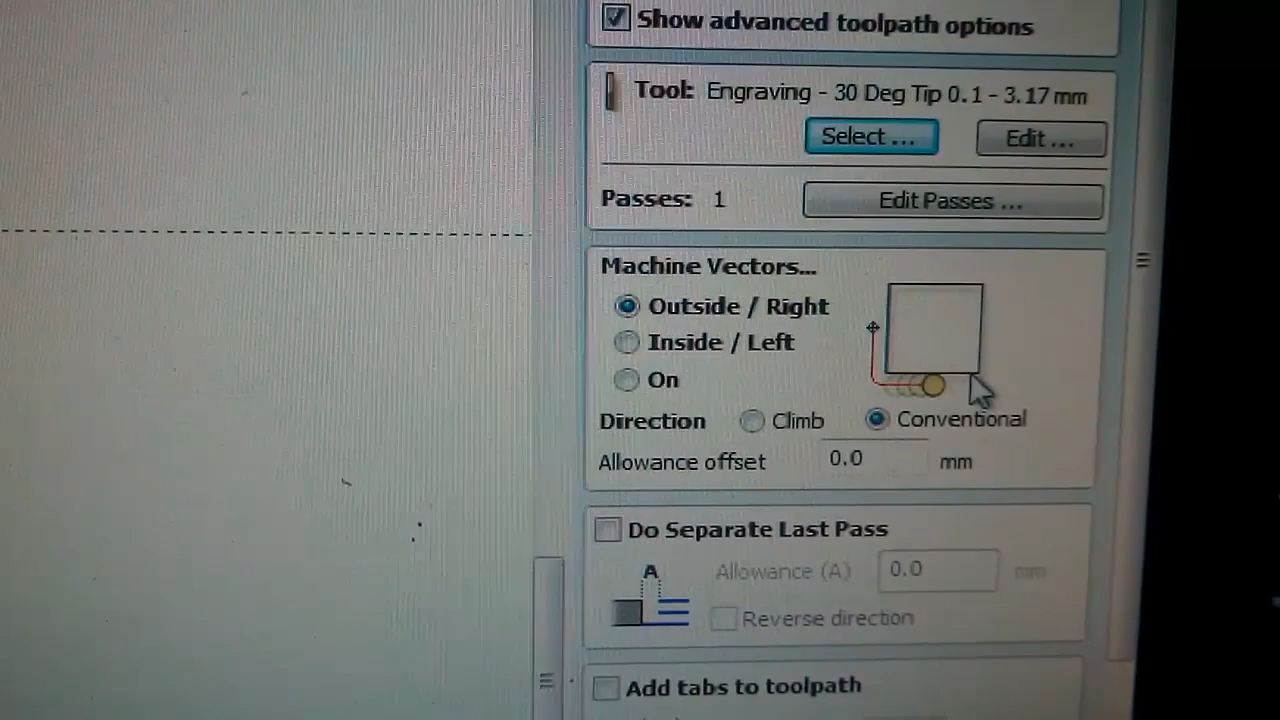 Show advanced toolpath options
Tool: Engraving - 30 Deg Tip 0.1 - 3.17 mm
Select ... Edit ...
Passes: 1 Edit Passes ...
Machine Vectors...
Outside / Right
Inside / Left
On
Direction Climb Conventional
Allowance offset 0.0 mm
Do Separate Last Pass
A Allowance (A) 0.0 mm
Reverse direction
Add tabs to toolpath